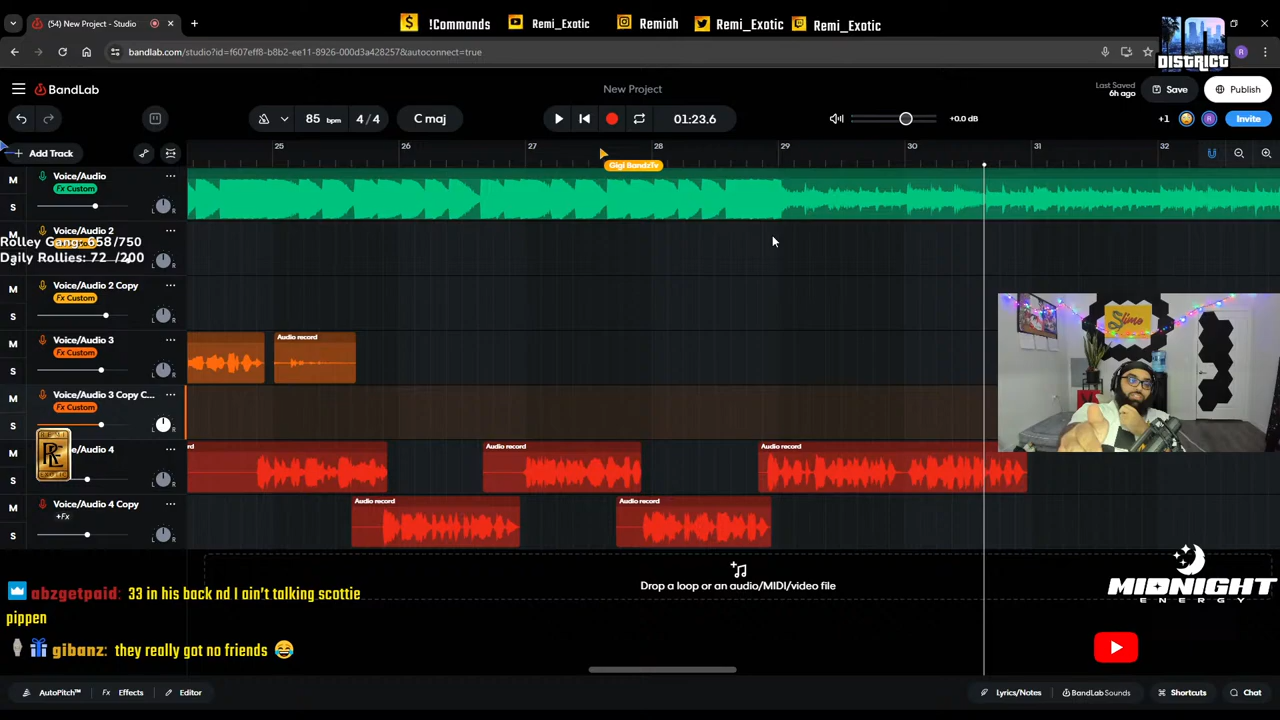 (54) New Project - Studio
!Commonds
Remi_Exotic
Remiah
Remi_Exotic
Remi_Exotic
DISTRICT
bandlab.com/studio?id=f607eff8-b8b2-ee11-8926-000d3a428257&autoconnect=true
R
BandLab
New Project
Last Saved
6h ago
Save
Publish
85 bpm
4/4
C maj
01:23.6
+0.0 dB
+1
R
Invite
Add Track
25
26
27
28
29
30
31
32
Gigi BandzTv
M
Voice/Audio
Fx Custom
S
L R
M
Voice/Audio 2
Rolley Gang: 658/750
Daily Rollies: 72 /200
L R
M
Voice/Audio 2 Copy
Fx Custom
S
L R
M
Voice/Audio 3
Fx Custom
S
L R
Audio record
M
Voice/Audio 3 Copy C...
Fx Custom
S
L R
M
ce/Audio 4
S
L R
rd
Audio record
Audio record
M
Voice/Audio 4 Copy
+Fx
S
L R
Audio record
Audio record
Slime
Drop a loop or an audio/MIDI/video file
abzgetpaid: 33 in his back nd I ain't talking scottie
pippen
gibanz: they really got no friends 😂
MIDNIGHT
ENERGY
AutoPitch™
Fx Effects
Editor
Lyrics/Notes
BandLab Sounds
Shortcuts
Chat